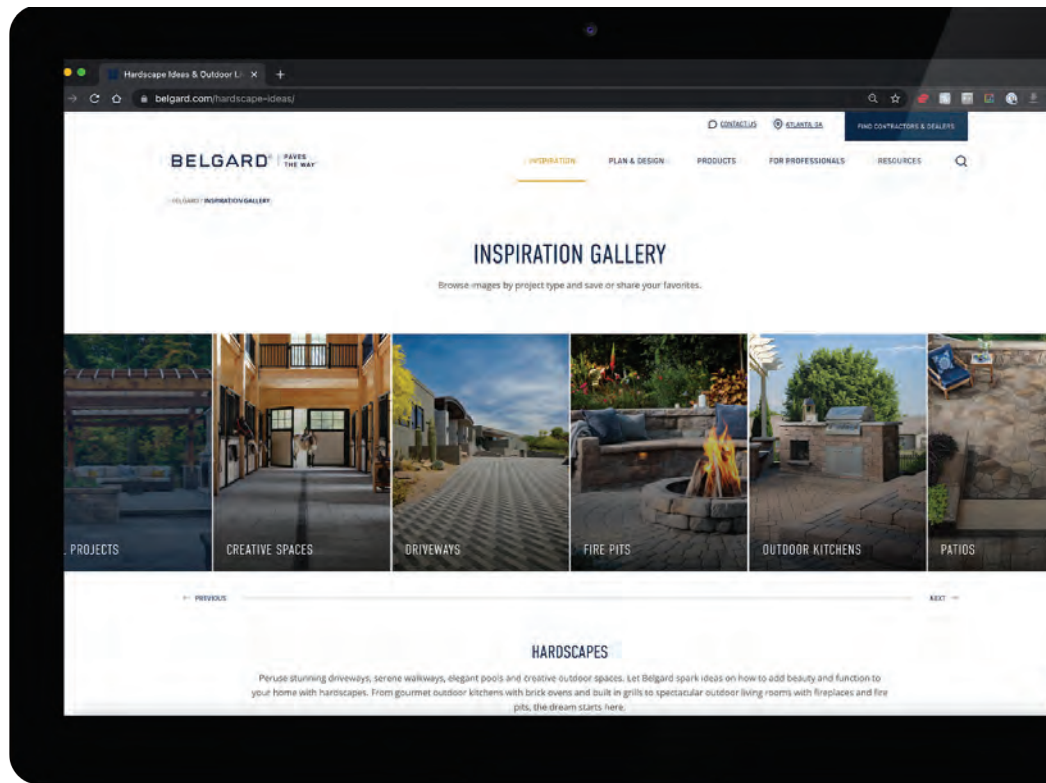 Hardscape Ideas & Outdoor Li
belgard.com/hardscape-ideas/
CONTACT US
ATLANTA, GA
FIND CONTRACTORS & DEALERS
BELGARD® PAVES
THE WAY
INSPIRATION
PLAN & DESIGN
PRODUCTS
FOR PROFESSIONALS
RESOURCES
BELGARD / INSPIRATION GALLERY
INSPIRATION GALLERY
Browse images by project type and save or share your favorites.
L PROJECTS
CREATIVE SPACES
DRIVEWAYS
FIRE PITS
OUTDOOR KITCHENS
PATIOS
← PREVIOUS
NEXT →
HARDSCAPES
Peruse stunning driveways, serene walkways, elegant pools and creative outdoor spaces. Let Belgard spark ideas on how to add beauty and function to
your home with hardscapes. From gourmet outdoor kitchens with brick ovens and built in grills to spectacular outdoor living rooms with fireplaces and fire
pits, the dream starts here.